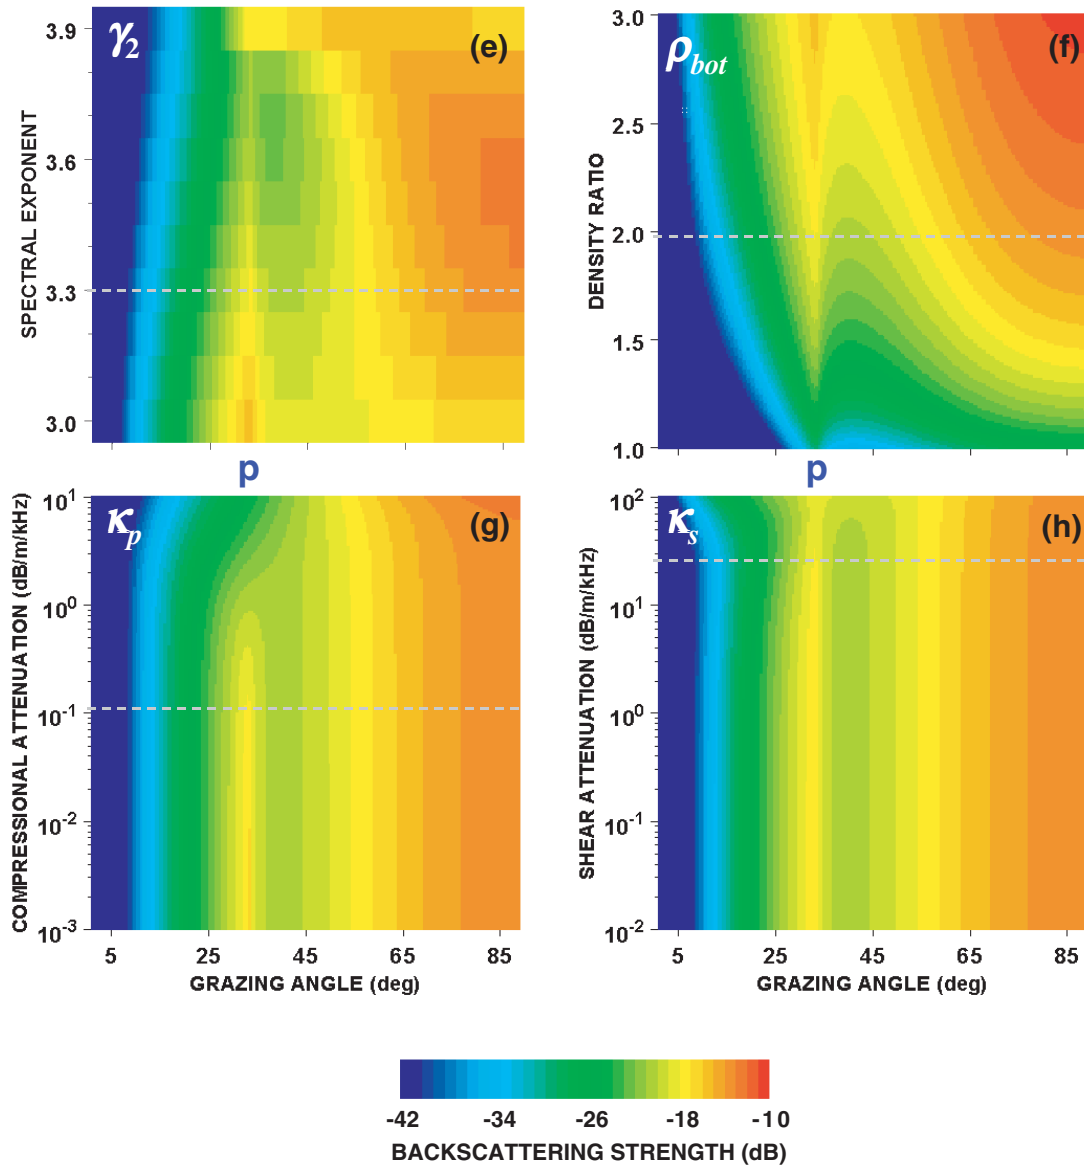 γ2
(e)
3.9
3.6
3.3
3.0
SPECTRAL EXPONENT
p
ρbot
(f)
3.0
2.5
2.0
1.5
1.0
DENSITY RATIO
p
κp
(g)
10^1
10^0
10^-1
10^-2
10^-3
COMPRESSIONAL ATTENUATION (dB/m/kHz)
5 25 45 65 85
GRAZING ANGLE (deg)
κs
(h)
10^2
10^1
10^0
10^-1
10^-2
SHEAR ATTENUATION (dB/m/kHz)
5 25 45 65 85
GRAZING ANGLE (deg)
-42 -34 -26 -18 -10
BACKSCATTERING STRENGTH (dB)